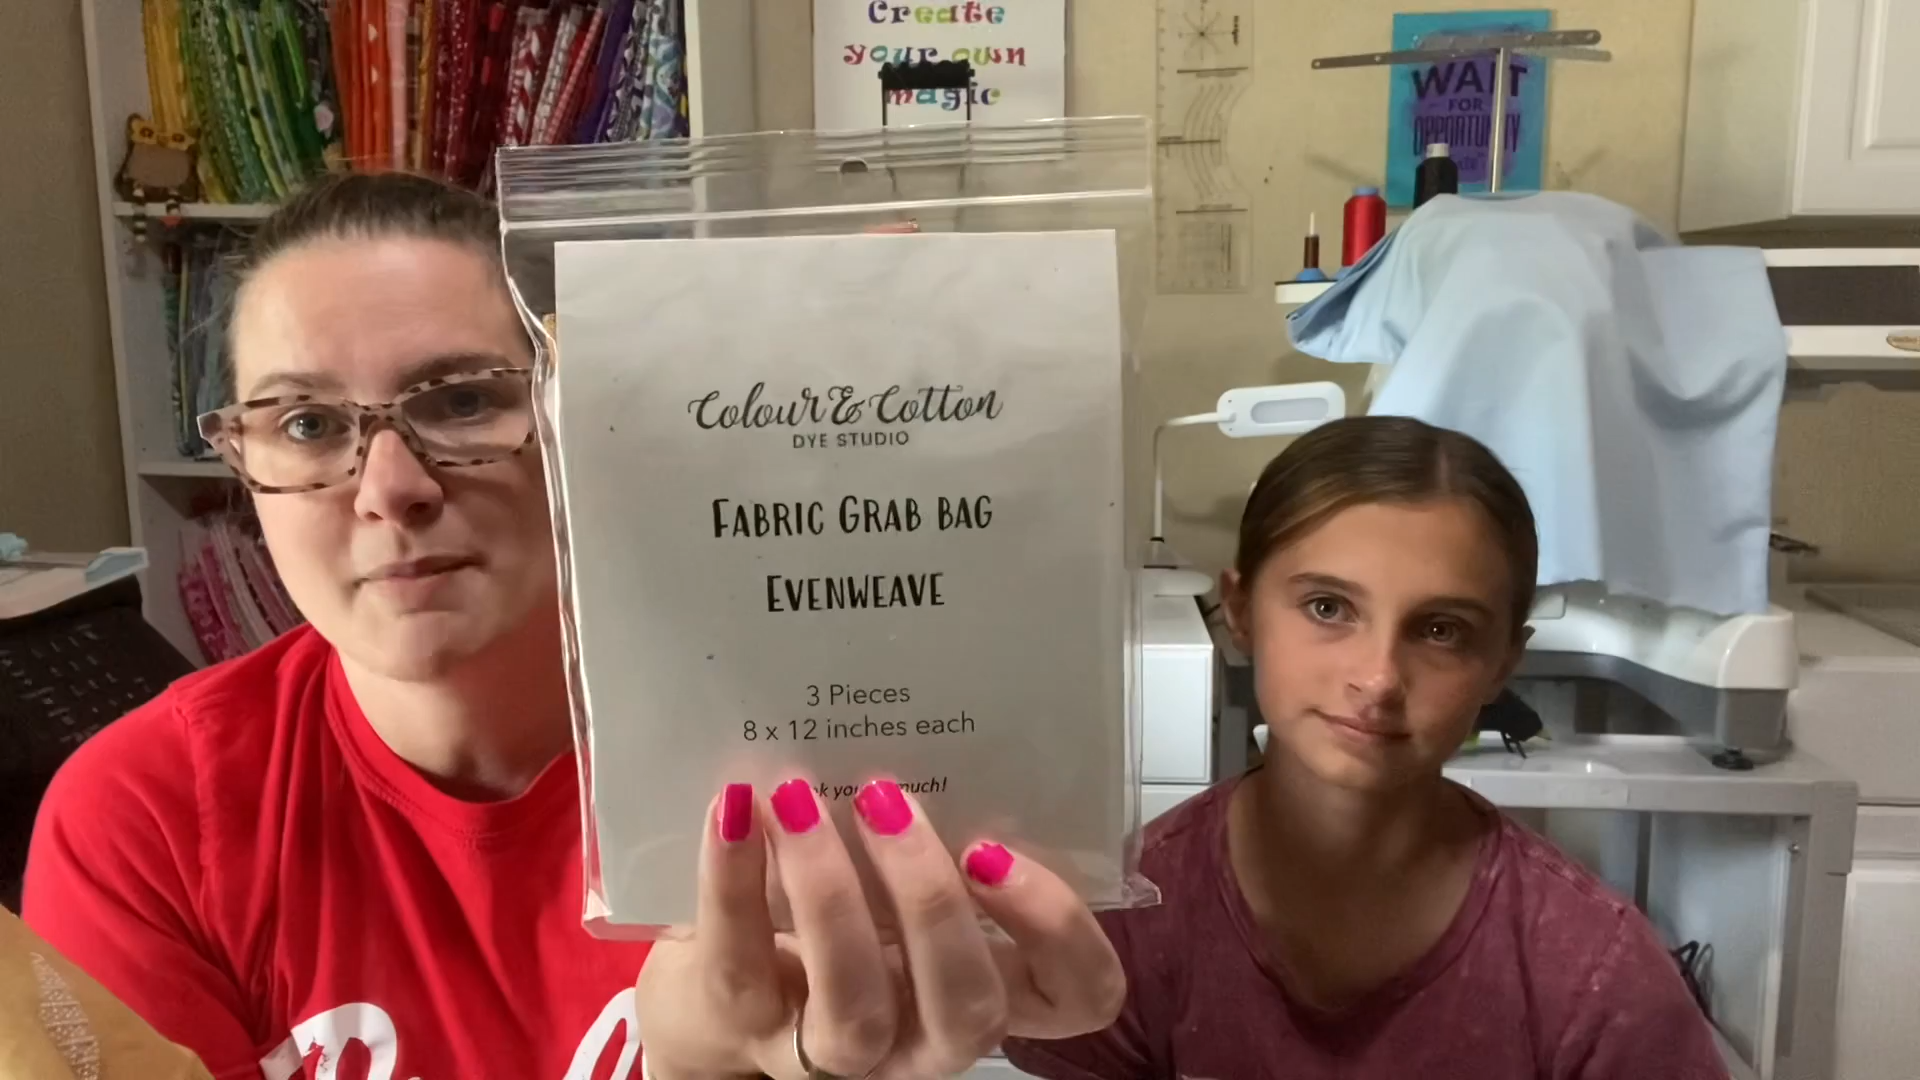 Create
your own
magic
WAIT
FOR
OPPORTUNITY
Colour & Cotton
DYE STUDIO
FABRIC GRAB BAG
EVENWEAVE
3 Pieces
8 x 12 inches each
much!